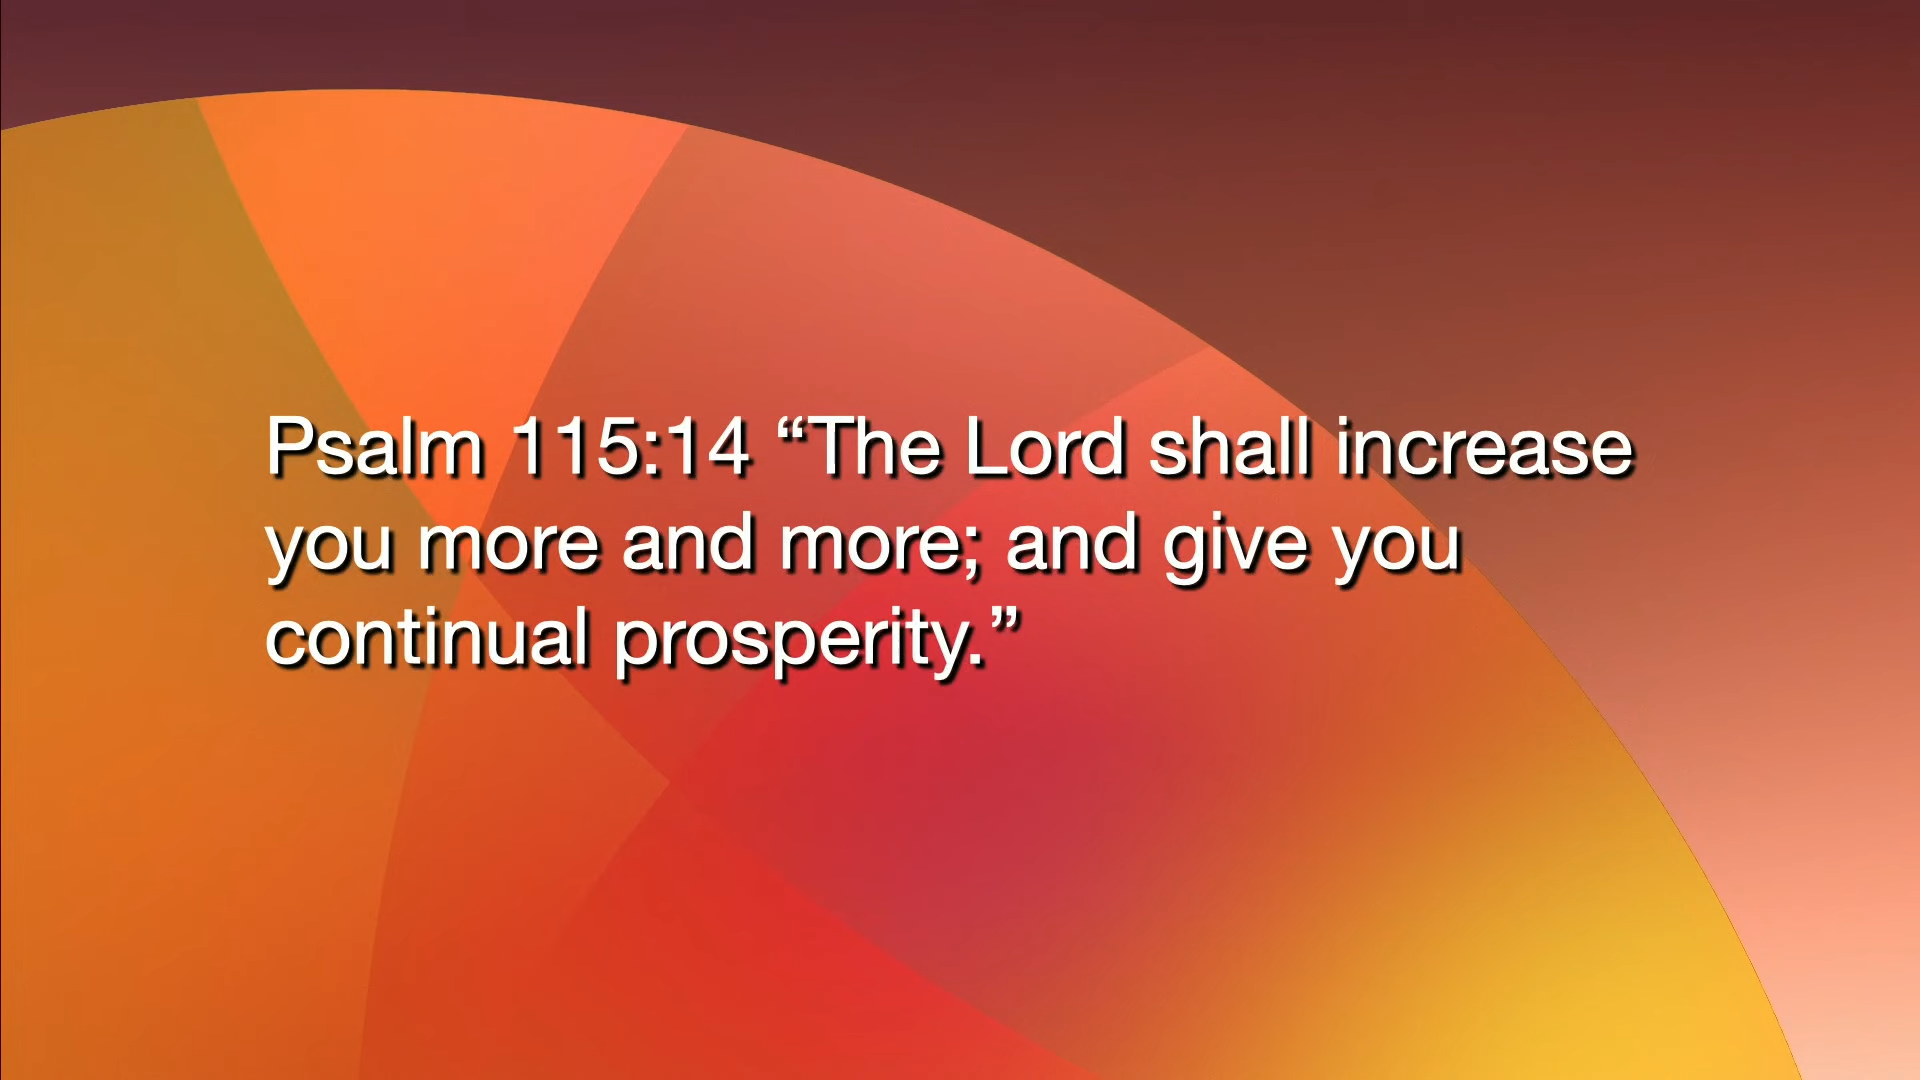 Psalm 115:14 “The Lord shall increase
you more and more; and give you
continual prosperity.”